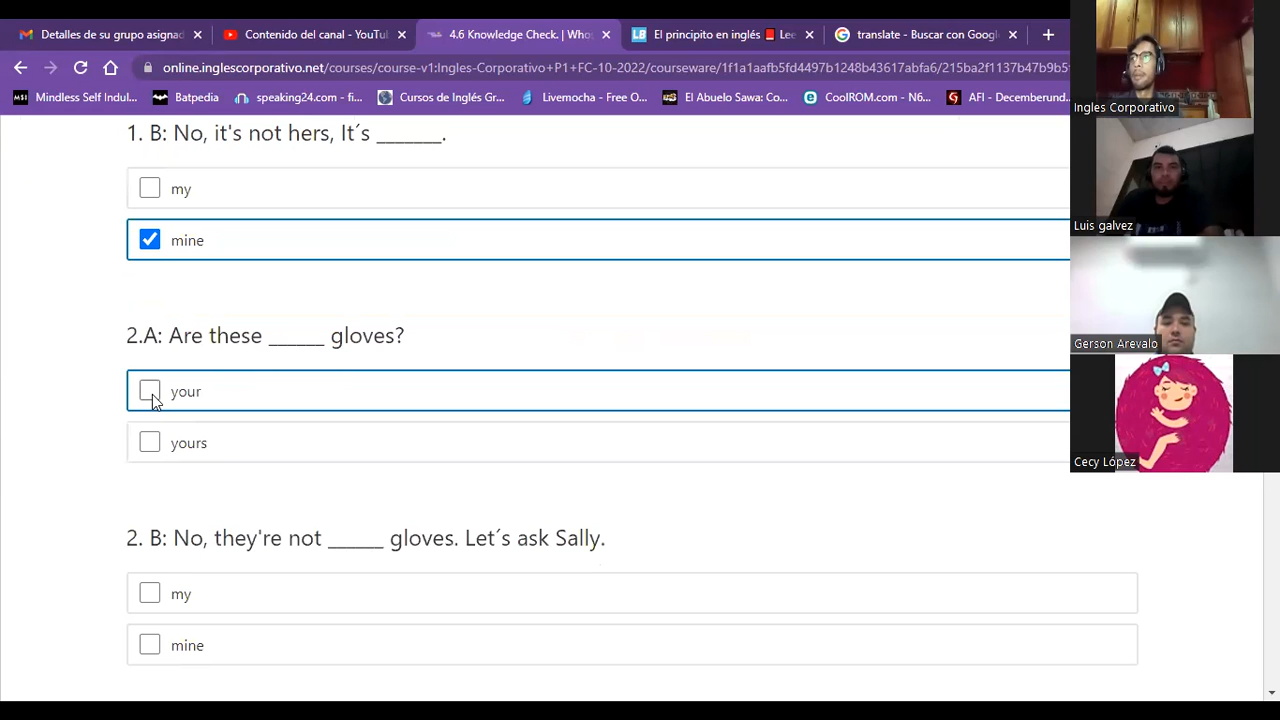 Detalles de su grupo asignad
Contenido del canal - YouTu
4.6 Knowledge Check. | Who
El principito en inglés 📕 Lee
translate - Buscar con Googl
online.inglescorporativo.net/courses/course-v1:Ingles-Corporativo+P1+FC-10-2022/courseware/1f1a1aafb5fd4497b1248b43617abfa6/215ba2f1137b47b9b5
Mindless Self Indul...
Batpedia
speaking24.com - fi...
Cursos de Inglés Gr...
Livemocha - Free O...
El Abuelo Sawa: Co...
CoolROM.com - N6...
AFI - Decemberund
Ingles Corporativo
Luis galvez
Gerson Arevalo
Cecy López
1. B: No, it's not hers, It´s _______.
my
mine
2.A: Are these ______ gloves?
your
yours
2. B: No, they're not ______ gloves. Let´s ask Sally.
my
mine